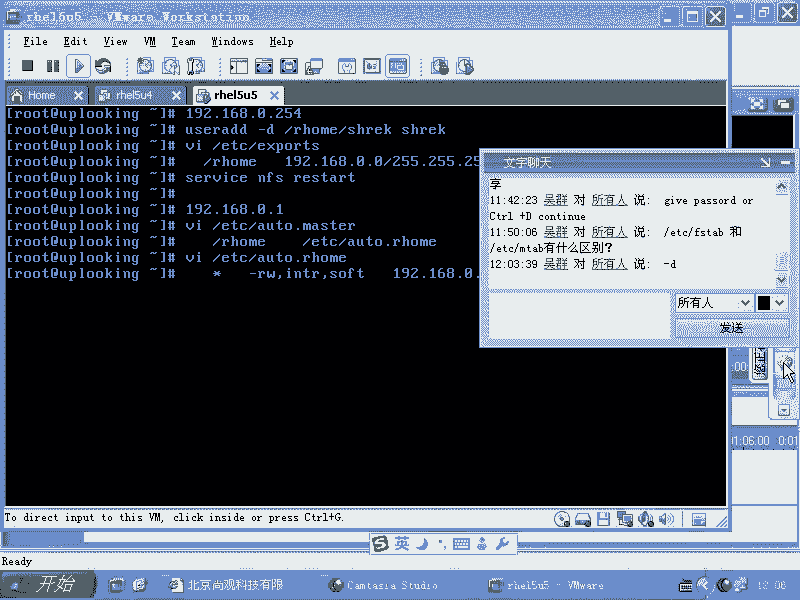 rhel5u5 - VMware Workstation
File Edit View VM Team Windows Help
Home rhel5u4 rhel5u5
[root@uplooking ~]# 192.168.0.254
[root@uplooking ~]# useradd -d /rhome/shrek shrek
[root@uplooking ~]# vi /etc/exports
[root@uplooking ~]# /rhome 192.168.0.0/255.255.25
[root@uplooking ~]# service nfs restart
[root@uplooking ~]#
[root@uplooking ~]# 192.168.0.1
[root@uplooking ~]# vi /etc/auto.master
[root@uplooking ~]# /rhome /etc/auto.rhome
[root@uplooking ~]# vi /etc/auto.rhome
[root@uplooking ~]# * -rw,intr,soft 192.168.0.
文字聊天
享
11:42:23 吴群 对 所有人 说: give passord or
Ctrl +D continue
11:50:06 吴群 对 所有人 说: /etc/fstab 和
/etc/mtab有什么区别?
12:03:39 吴群 对 所有人 说: -d
所有人
发送
01:06.00 0:01
To direct input to this VM, click inside or press Ctrl+G.
英
Ready
开始 北京尚观科技有限 Camtasia Studio rhel5u5 - VMware 12:06